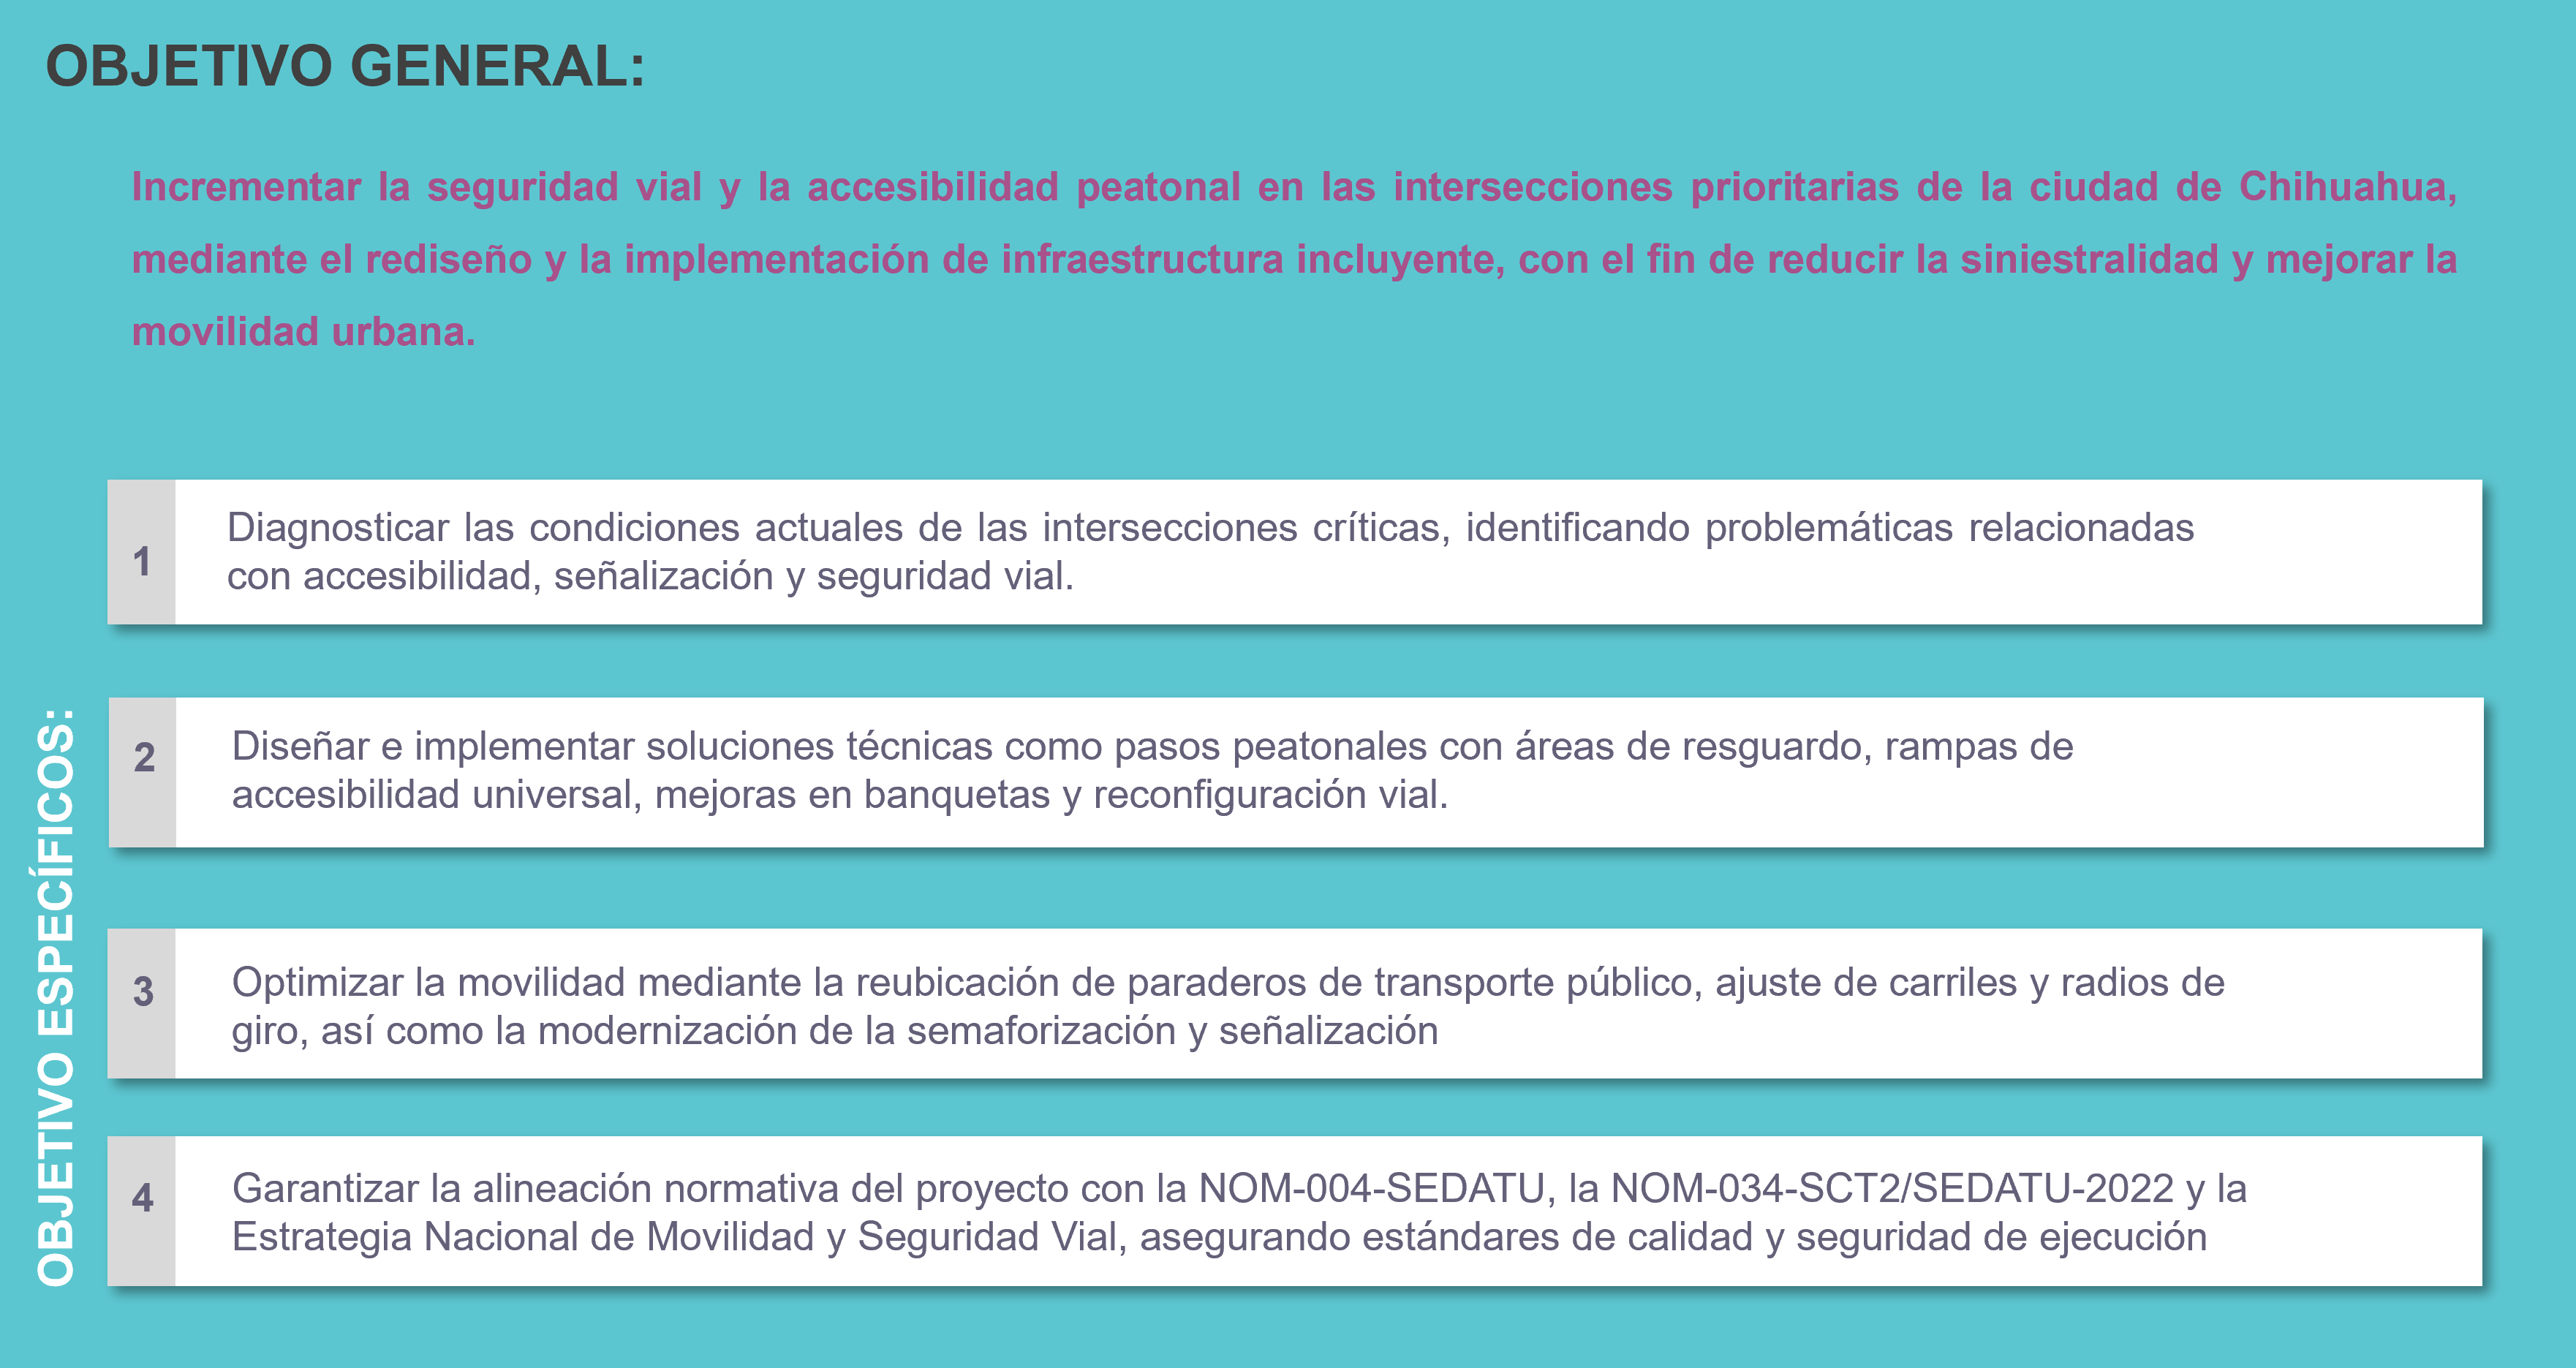 OBJETIVO GENERAL:
Incrementar la seguridad vial y la accesibilidad peatonal en las intersecciones prioritarias de la ciudad de Chihuahua,
mediante el rediseño y la implementación de infraestructura incluyente, con el fin de reducir la siniestralidad y mejorar la
movilidad urbana.
OBJETIVO ESPECÍFICOS:
1
Diagnosticar las condiciones actuales de las intersecciones críticas, identificando problemáticas relacionadas
con accesibilidad, señalización y seguridad vial.
2
Diseñar e implementar soluciones técnicas como pasos peatonales con áreas de resguardo, rampas de
accesibilidad universal, mejoras en banquetas y reconfiguración vial.
3
Optimizar la movilidad mediante la reubicación de paraderos de transporte público, ajuste de carriles y radios de
giro, así como la modernización de la semaforización y señalización
4
Garantizar la alineación normativa del proyecto con la NOM-004-SEDATU, la NOM-034-SCT2/SEDATU-2022 y la
Estrategia Nacional de Movilidad y Seguridad Vial, asegurando estándares de calidad y seguridad de ejecución